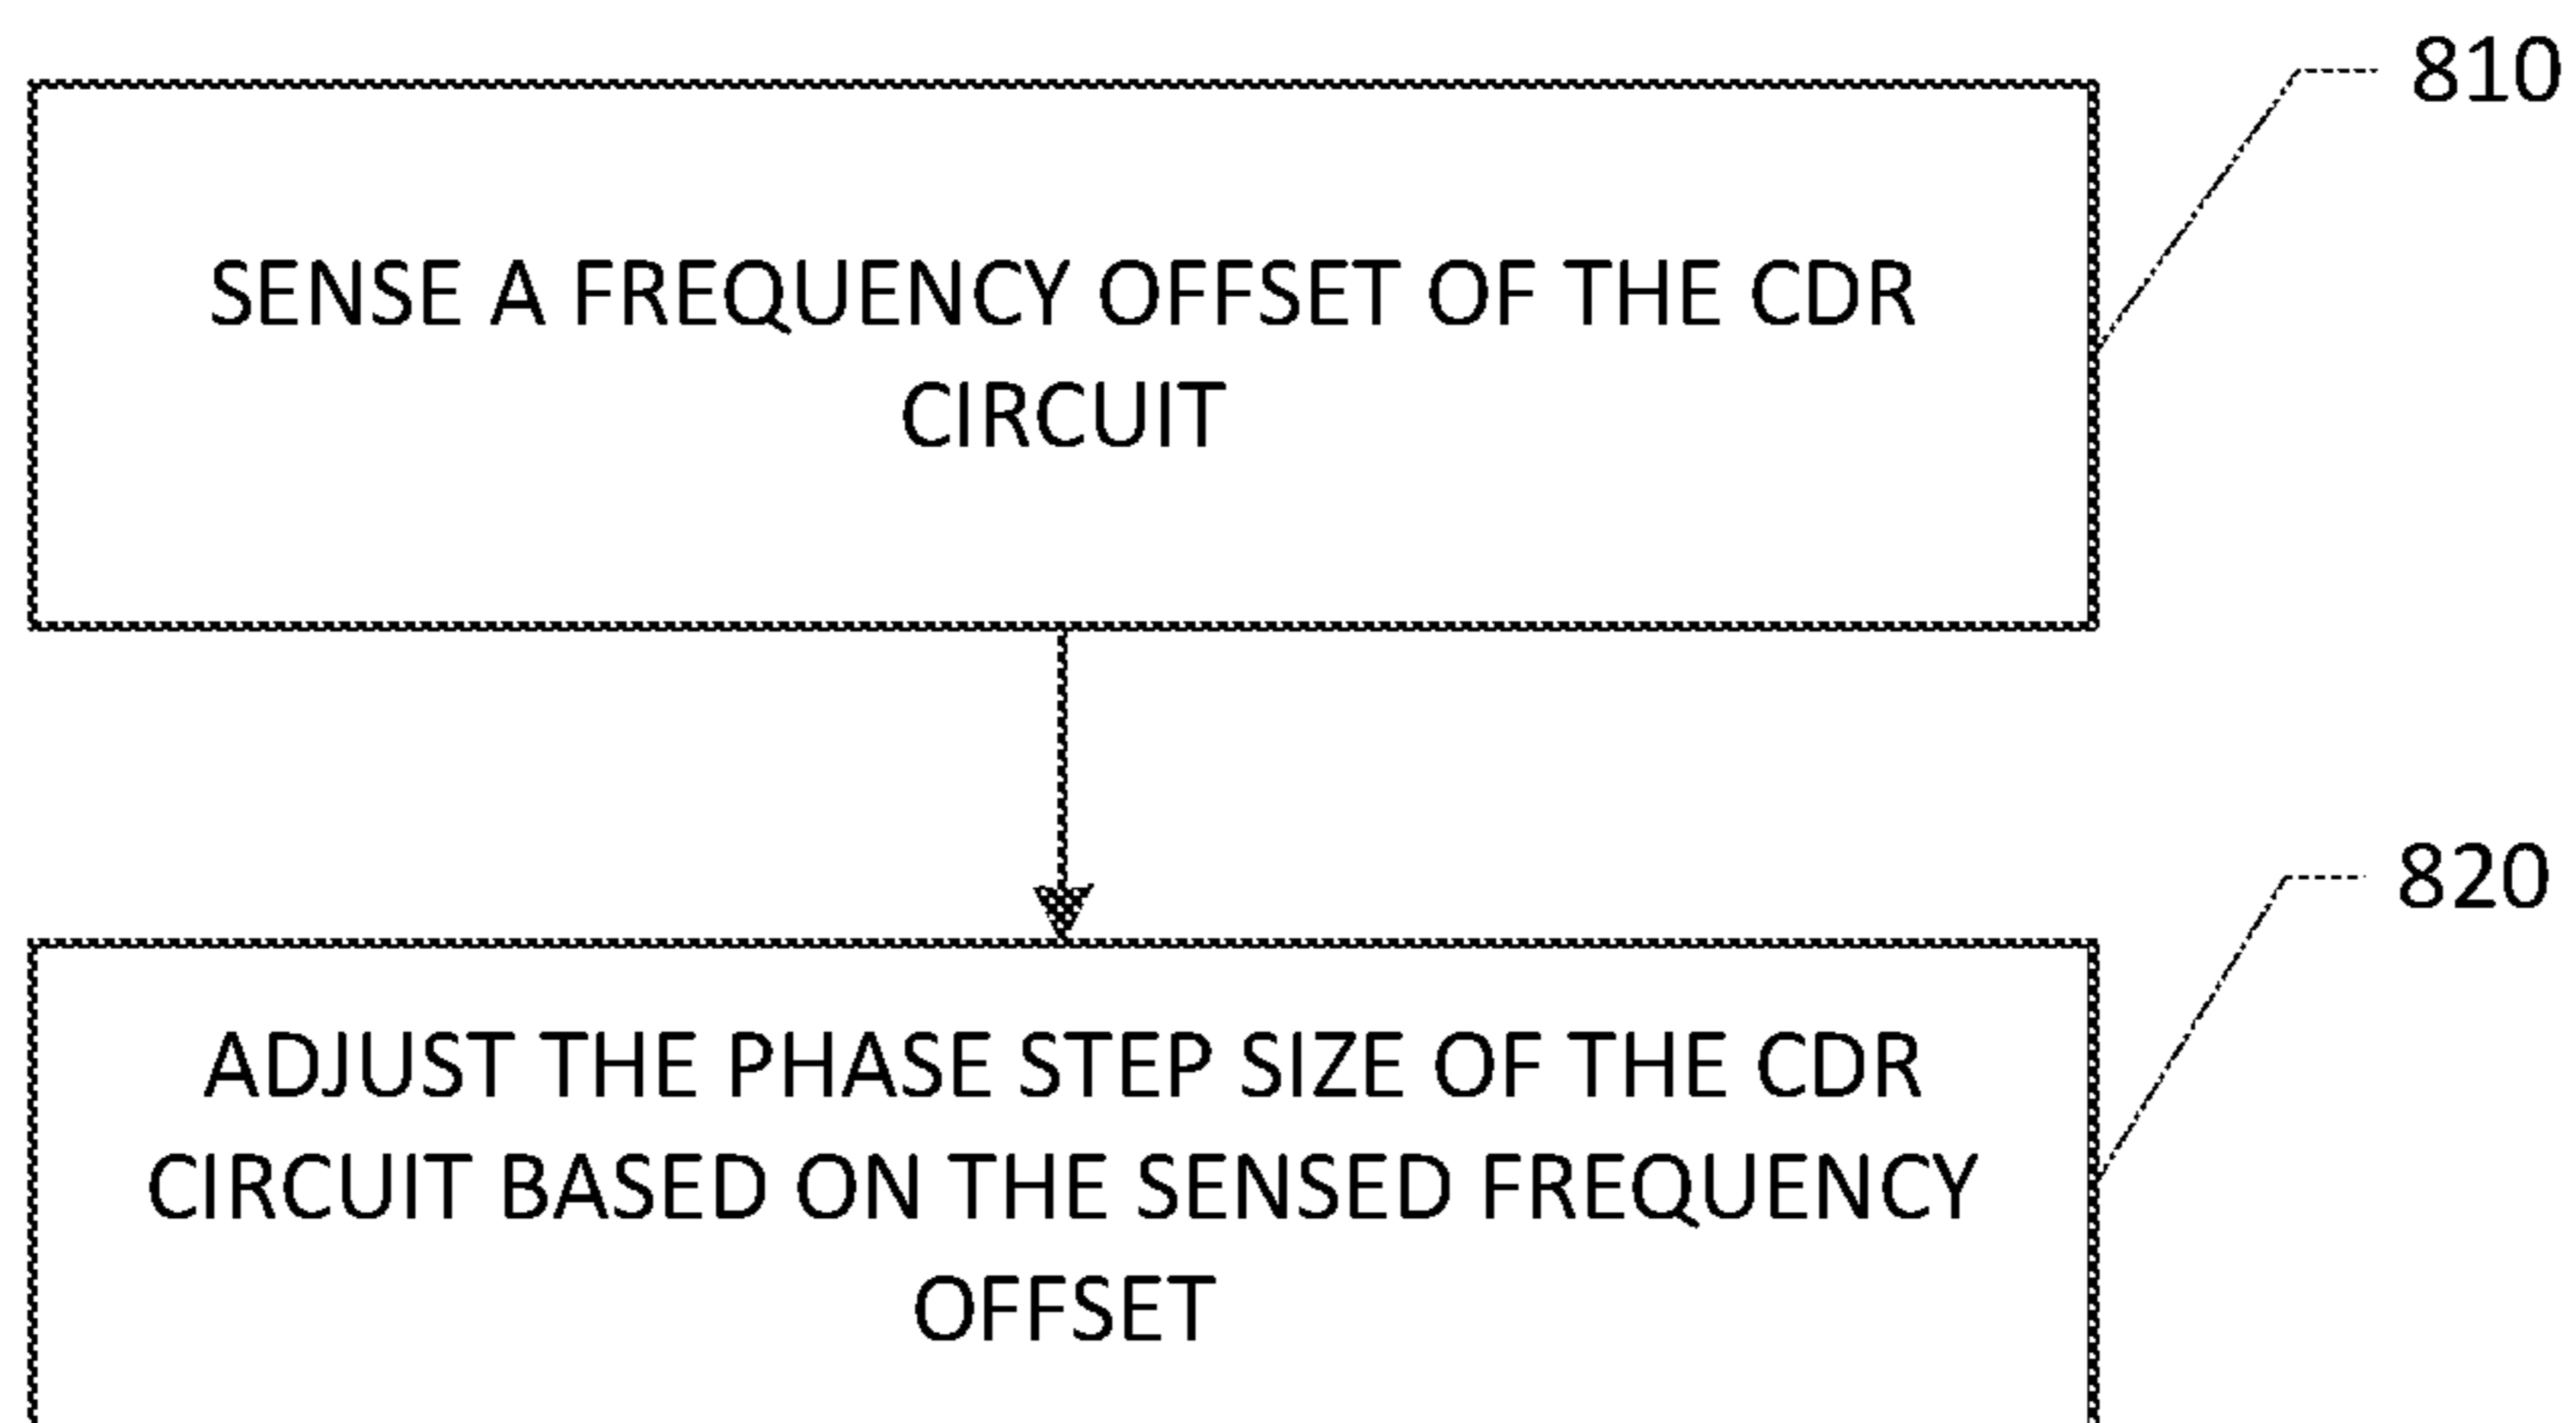 810
SENSE A FREQUENCY OFFSET OF THE CDR
CIRCUIT
820
ADJUST THE PHASE STEP SIZE OF THE CDR
CIRCUIT BASED ON THE SENSED FREQUENCY
OFFSET